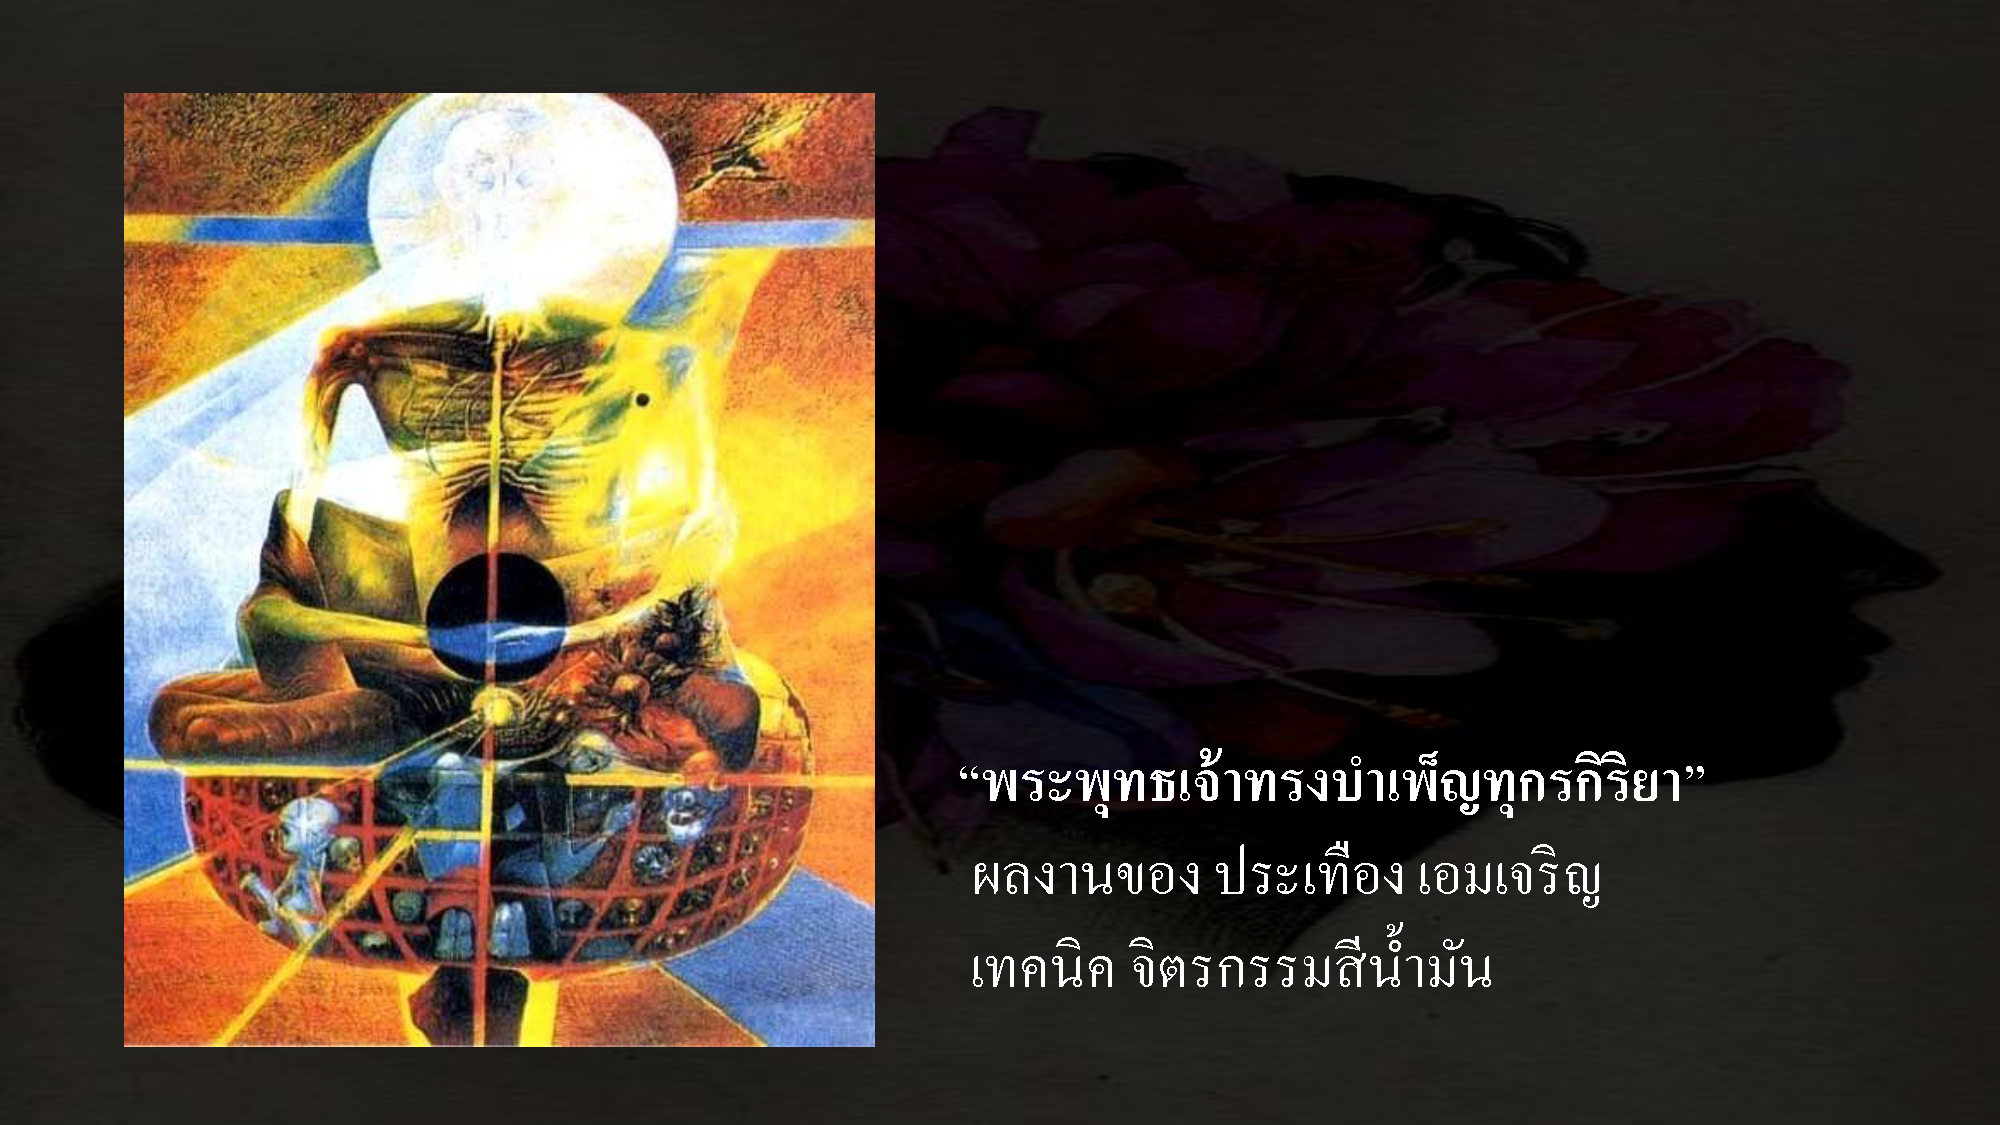 “พระพุทธเจ้าทรงบำเพ็ญทุกรกิริยา”
ผลงานของ ประเทือง เอมเจริญ
เทคนิค จิตรกรรมสีน้ำมัน